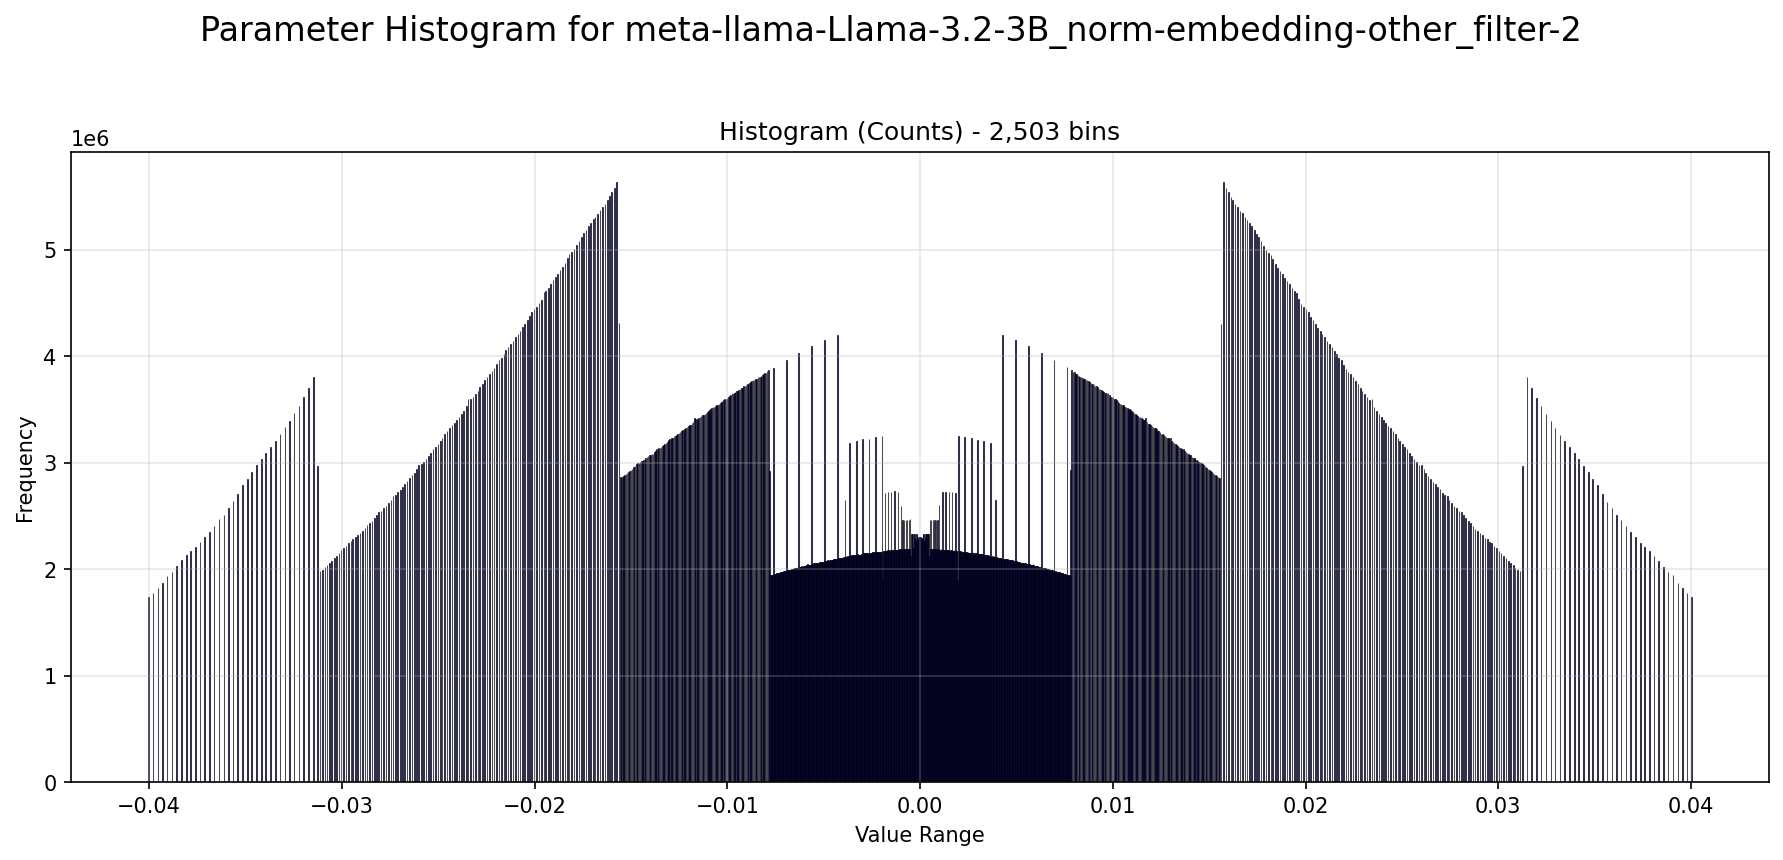 Parameter Histogram for meta-llama-Llama-3.2-3B_norm-embedding-other_filter-2
Histogram (Counts) - 2,503 bins
1e6
5
4
3
2
1
0
Frequency
−0.04 −0.03 −0.02 −0.01 0.00 0.01 0.02 0.03 0.04
Value Range